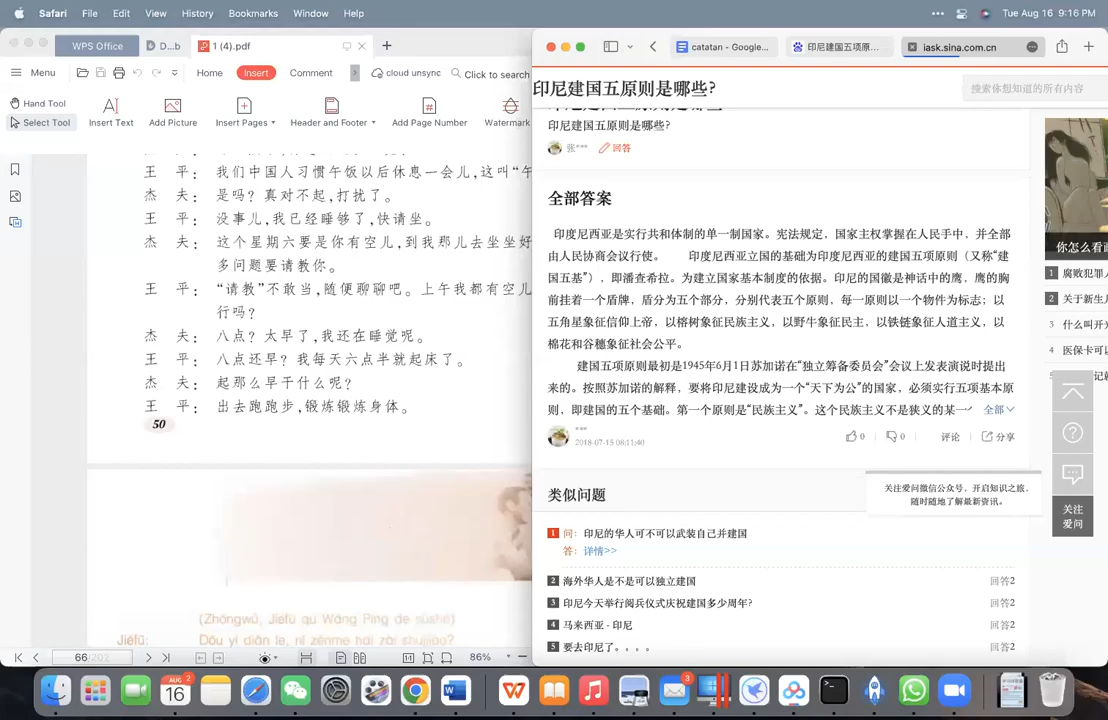 Safari File Edit View History Bookmarks Window Help Tue Aug 16 9:16 PM
WPS Office D...b 1 (4).pdf
Menu Home Insert Comment cloud unsync Click to search
Hand Tool
Select Tool
Insert Text Add Picture Insert Pages Header and Footer Add Page Number Watermark
王 平： 我们中国人习惯午饭以后休息一会儿，这叫“午
杰 夫： 是吗？真对不起，打扰了。
王 平： 没事儿，我已经睡够了，快请坐。
杰 夫： 这个星期六要是你有空儿，到我那儿去坐坐好
多问题要请教你。
王 平： “请教”不敢当，随便聊聊吧。上午我都有空儿
行吗？
杰 夫： 八点？太早了，我还在睡觉呢。
王 平： 八点还早？我每天六点半就起床了。
杰 夫： 起那么早干什么呢？
王 平： 出去跑跑步，锻炼锻炼身体。
50
(Zhōngwǔ, Jiéfū qu Wáng Píng de sùshè)
Jiéfū: Dōu yì diǎn le, nǐ zěnme hái zài shuìjiào?
66/202
86%
catatan - Google... 印尼建国五项原... iask.sina.com.cn
印尼建国五原则是哪些?
搜索你想知道的所有内容
印尼建国五原则是哪些?
张*** 回答
全部答案
印度尼西亚是实行共和体制的单一制国家。宪法规定，国家主权掌握在人民手中，并全部
由人民协商会议行使。 印度尼西亚立国的基础为印度尼西亚的建国五项原则（又称“建
国五基”），即潘查希拉。为建立国家基本制度的依据。印尼的国徽是神话中的鹰，鹰的胸
前挂着一个盾牌，盾分为五个部分，分别代表五个原则，每一原则以一个物件为标志；以
五角星象征信仰上帝，以榕树象征民族主义，以野牛象征民主，以铁链象征人道主义，以
棉花和谷穗象征社会公平。
建国五项原则最初是1945年6月1日苏加诺在“独立筹备委员会”会议上发表演说时提出
来的。按照苏加诺的解释，要将印尼建设成为一个“天下为公”的国家，必须实行五项基本原
则，即建国的五个基础。第一个原则是“民族主义”。这个民族主义不是狭义的某一 全部
***
2018-07-15 08:11:40
0 0 评论 分享
关注爱问微信公众号，开启知识之旅，
随时随地了解最新资讯。
类似问题
1 问： 印尼的华人可不可以武装自己并建国
答： 详情>>
2 海外华人是不是可以独立建国 回答2
3 印尼今天举行阅兵仪式庆祝建国多少周年? 回答2
4 马来西亚 - 印尼 回答2
5 要去印尼了。。。。 回答2
你怎么看
1 腐败犯罪人
2 关于新生儿
3 什么叫开
4 医保卡可以
关注
爱问
AUG
16
2
3